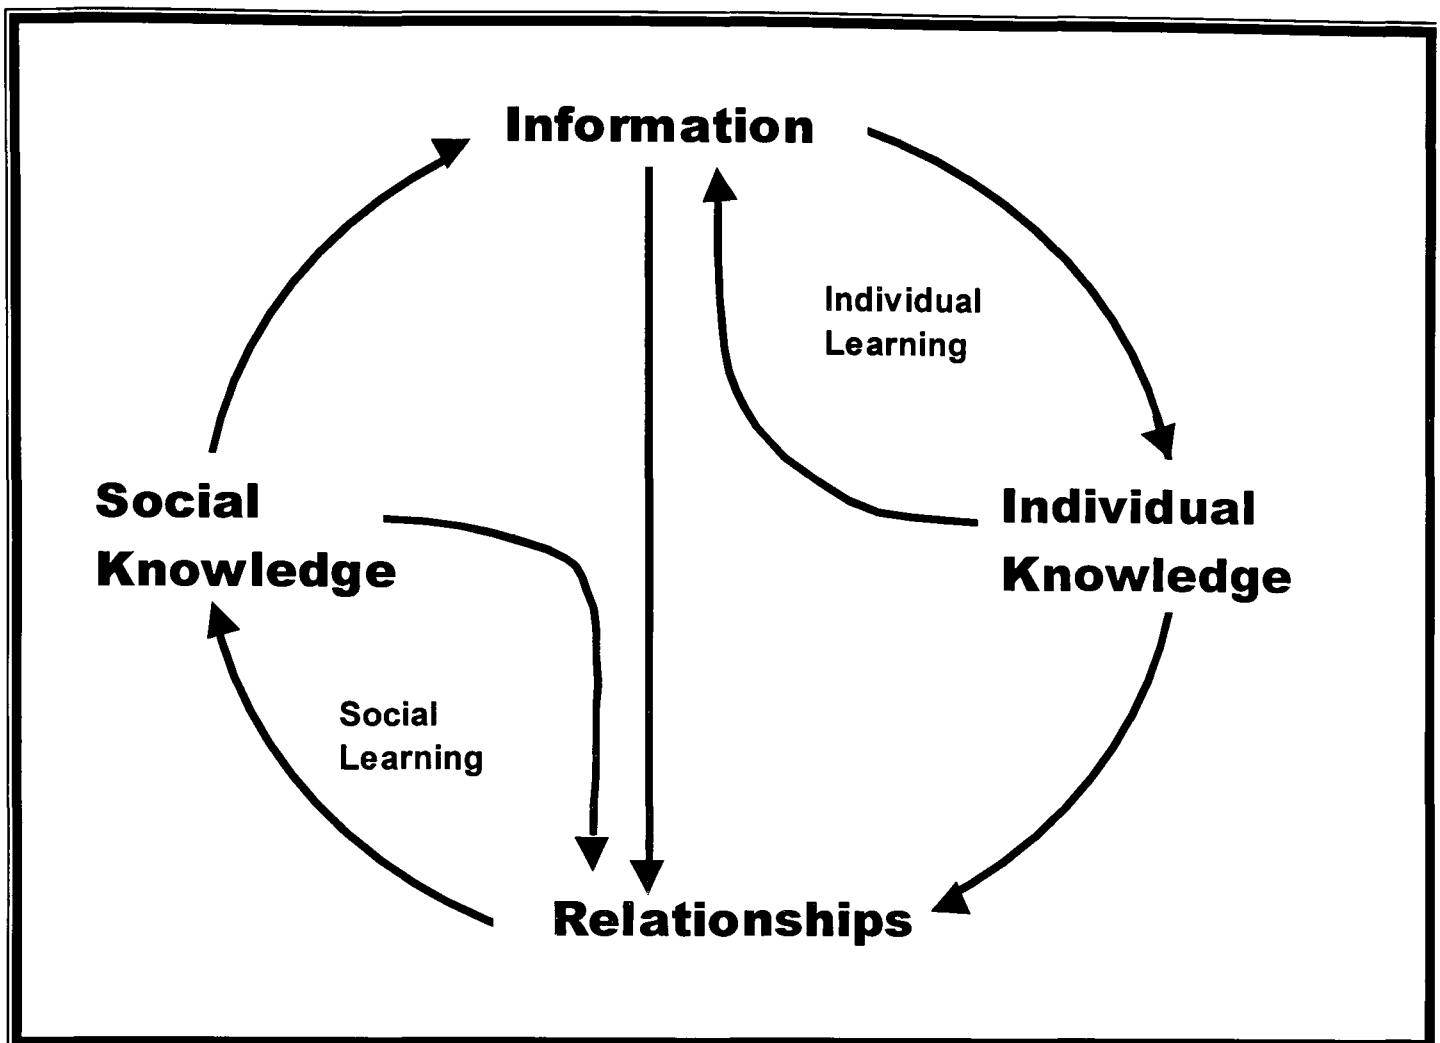 Information
Individual
Learning
Social
Knowledge
Individual
Knowledge
Social
Learning
Relationships